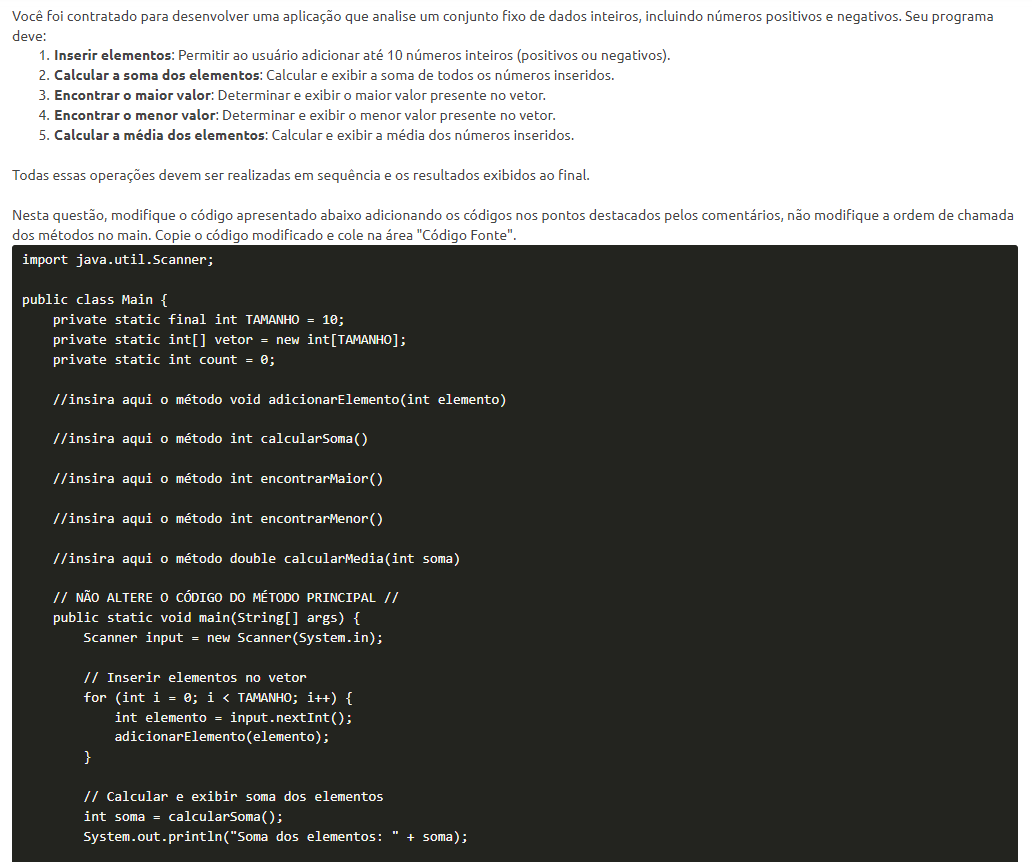 Você foi contratado para desenvolver uma aplicação que analise um conjunto fixo de dados inteiros, incluindo números positivos e negativos. Seu programa
deve:
1. Inserir elementos: Permitir ao usuário adicionar até 10 números inteiros (positivos ou negativos).
2. Calcular a soma dos elementos: Calcular e exibir a soma de todos os números inseridos.
3. Encontrar o maior valor: Determinar e exibir o maior valor presente no vetor.
4. Encontrar o menor valor: Determinar e exibir o menor valor presente no vetor.
5. Calcular a média dos elementos: Calcular e exibir a média dos números inseridos.
Todas essas operações devem ser realizadas em sequência e os resultados exibidos ao final.
Nesta questão, modifique o código apresentado abaixo adicionando os códigos nos pontos destacados pelos comentários, não modifique a ordem de chamada
dos métodos no main. Copie o código modificado e cole na área "Código Fonte".
import java.util.Scanner;
public class Main {
    private static final int TAMANHO = 10;
    private static int[] vetor = new int[TAMANHO];
    private static int count = 0;
    //insira aqui o método void adicionarElemento(int elemento)
    //insira aqui o método int calcularSoma()
    //insira aqui o método int encontrarMaior()
    //insira aqui o método int encontrarMenor()
    //insira aqui o método double calcularMedia(int soma)
    // NÃO ALTERE O CÓDIGO DO MÉTODO PRINCIPAL //
    public static void main(String[] args) {
        Scanner input = new Scanner(System.in);
        // Inserir elementos no vetor
        for (int i = 0; i < TAMANHO; i++) {
            int elemento = input.nextInt();
            adicionarElemento(elemento);
        }
        // Calcular e exibir soma dos elementos
        int soma = calcularSoma();
        System.out.println("Soma dos elementos: " + soma);